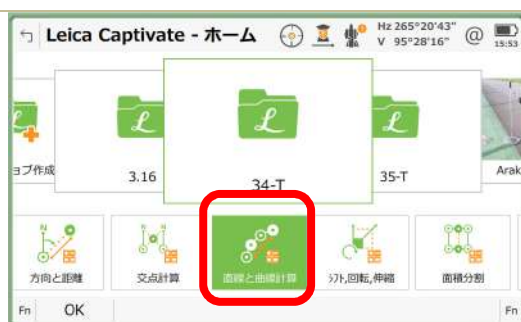 Leica Captivate - ホーム
Hz 265°20'43"
V 95°28'16"
@
15:53
ョブ作成
3.16
34-T
35-T
Arak
方向と距離
交点計算
直線と曲線計算
ｼﾌﾄ,回転,伸縮
面積分割
Fn
OK
Fn